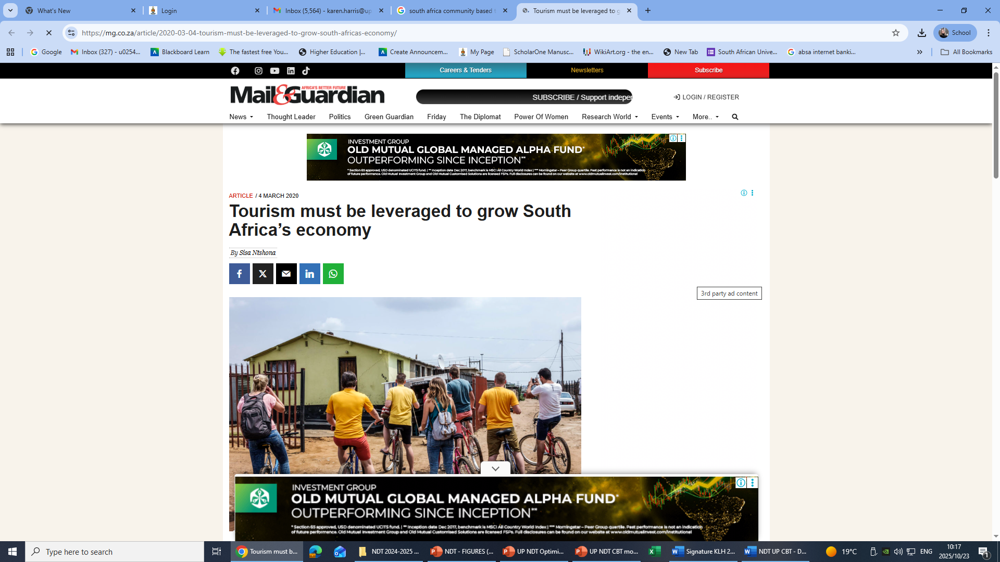 What's New
Login
Inbox (5,564) - karen.harris@up
south africa community based t
Tourism must be leveraged to g
https://mg.co.za/article/2020-03-04-tourism-must-be-leveraged-to-grow-south-africas-economy/
School
Google
Inbox (327) - u0254...
Blackboard Learn
The fastest free You...
Higher Education |...
Create Announcem...
My Page
ScholarOne Manusc...
WikiArt.org - the en...
New Tab
South African Unive...
absa internet banki...
All Bookmarks
Careers & Tenders
Newsletters
Subscribe
AFRICA'S BETTER FUTURE
Mail&Guardian
SUBSCRIBE / Support indeper
LOGIN / REGISTER
News
Thought Leader
Politics
Green Guardian
Friday
The Diplomat
Power Of Women
Research World
Events
More..
INVESTMENT GROUP
OLD MUTUAL GLOBAL MANAGED ALPHA FUND*
OUTPERFORMING SINCE INCEPTION**
* Section 65 approved, USD denominated UCITS fund. | ** Inception date Dec 2017, benchmark is MSCI All Country World Index | *** Morningstar – Peer Group quartile. Past performance is not an indication
of future performance. Old Mutual Investment Group and Old Mutual Customised Solutions are licensed FSPs. Full disclosures can be found on our website at www.oldmutualinvest.com/institutional
ARTICLE / 4 MARCH 2020
Tourism must be leveraged to grow South
Africa's economy
By Sisa Ntshona
3rd party ad content
INVESTMENT GROUP
OLD MUTUAL GLOBAL MANAGED ALPHA FUND*
OUTPERFORMING SINCE INCEPTION**
* Section 65 approved, USD denominated UCITS fund. | ** Inception date Dec 2017, benchmark is MSCI All Country World Index | *** Morningstar – Peer Group quartile. Past performance is not an indication
of future performance. Old Mutual Investment Group and Old Mutual Customised Solutions are licensed FSPs. Full disclosures can be found on our website at www.oldmutualinvest.com/institutional
Type here to search
Tourism must b...
NDT 2024-2025 ...
NDT - FIGURES (...
UP NDT Optimi...
UP NDT CBT mo...
Signature KLH 2...
NDT UP CBT - D...
19°C
ENG
10:17
2025/10/23
1